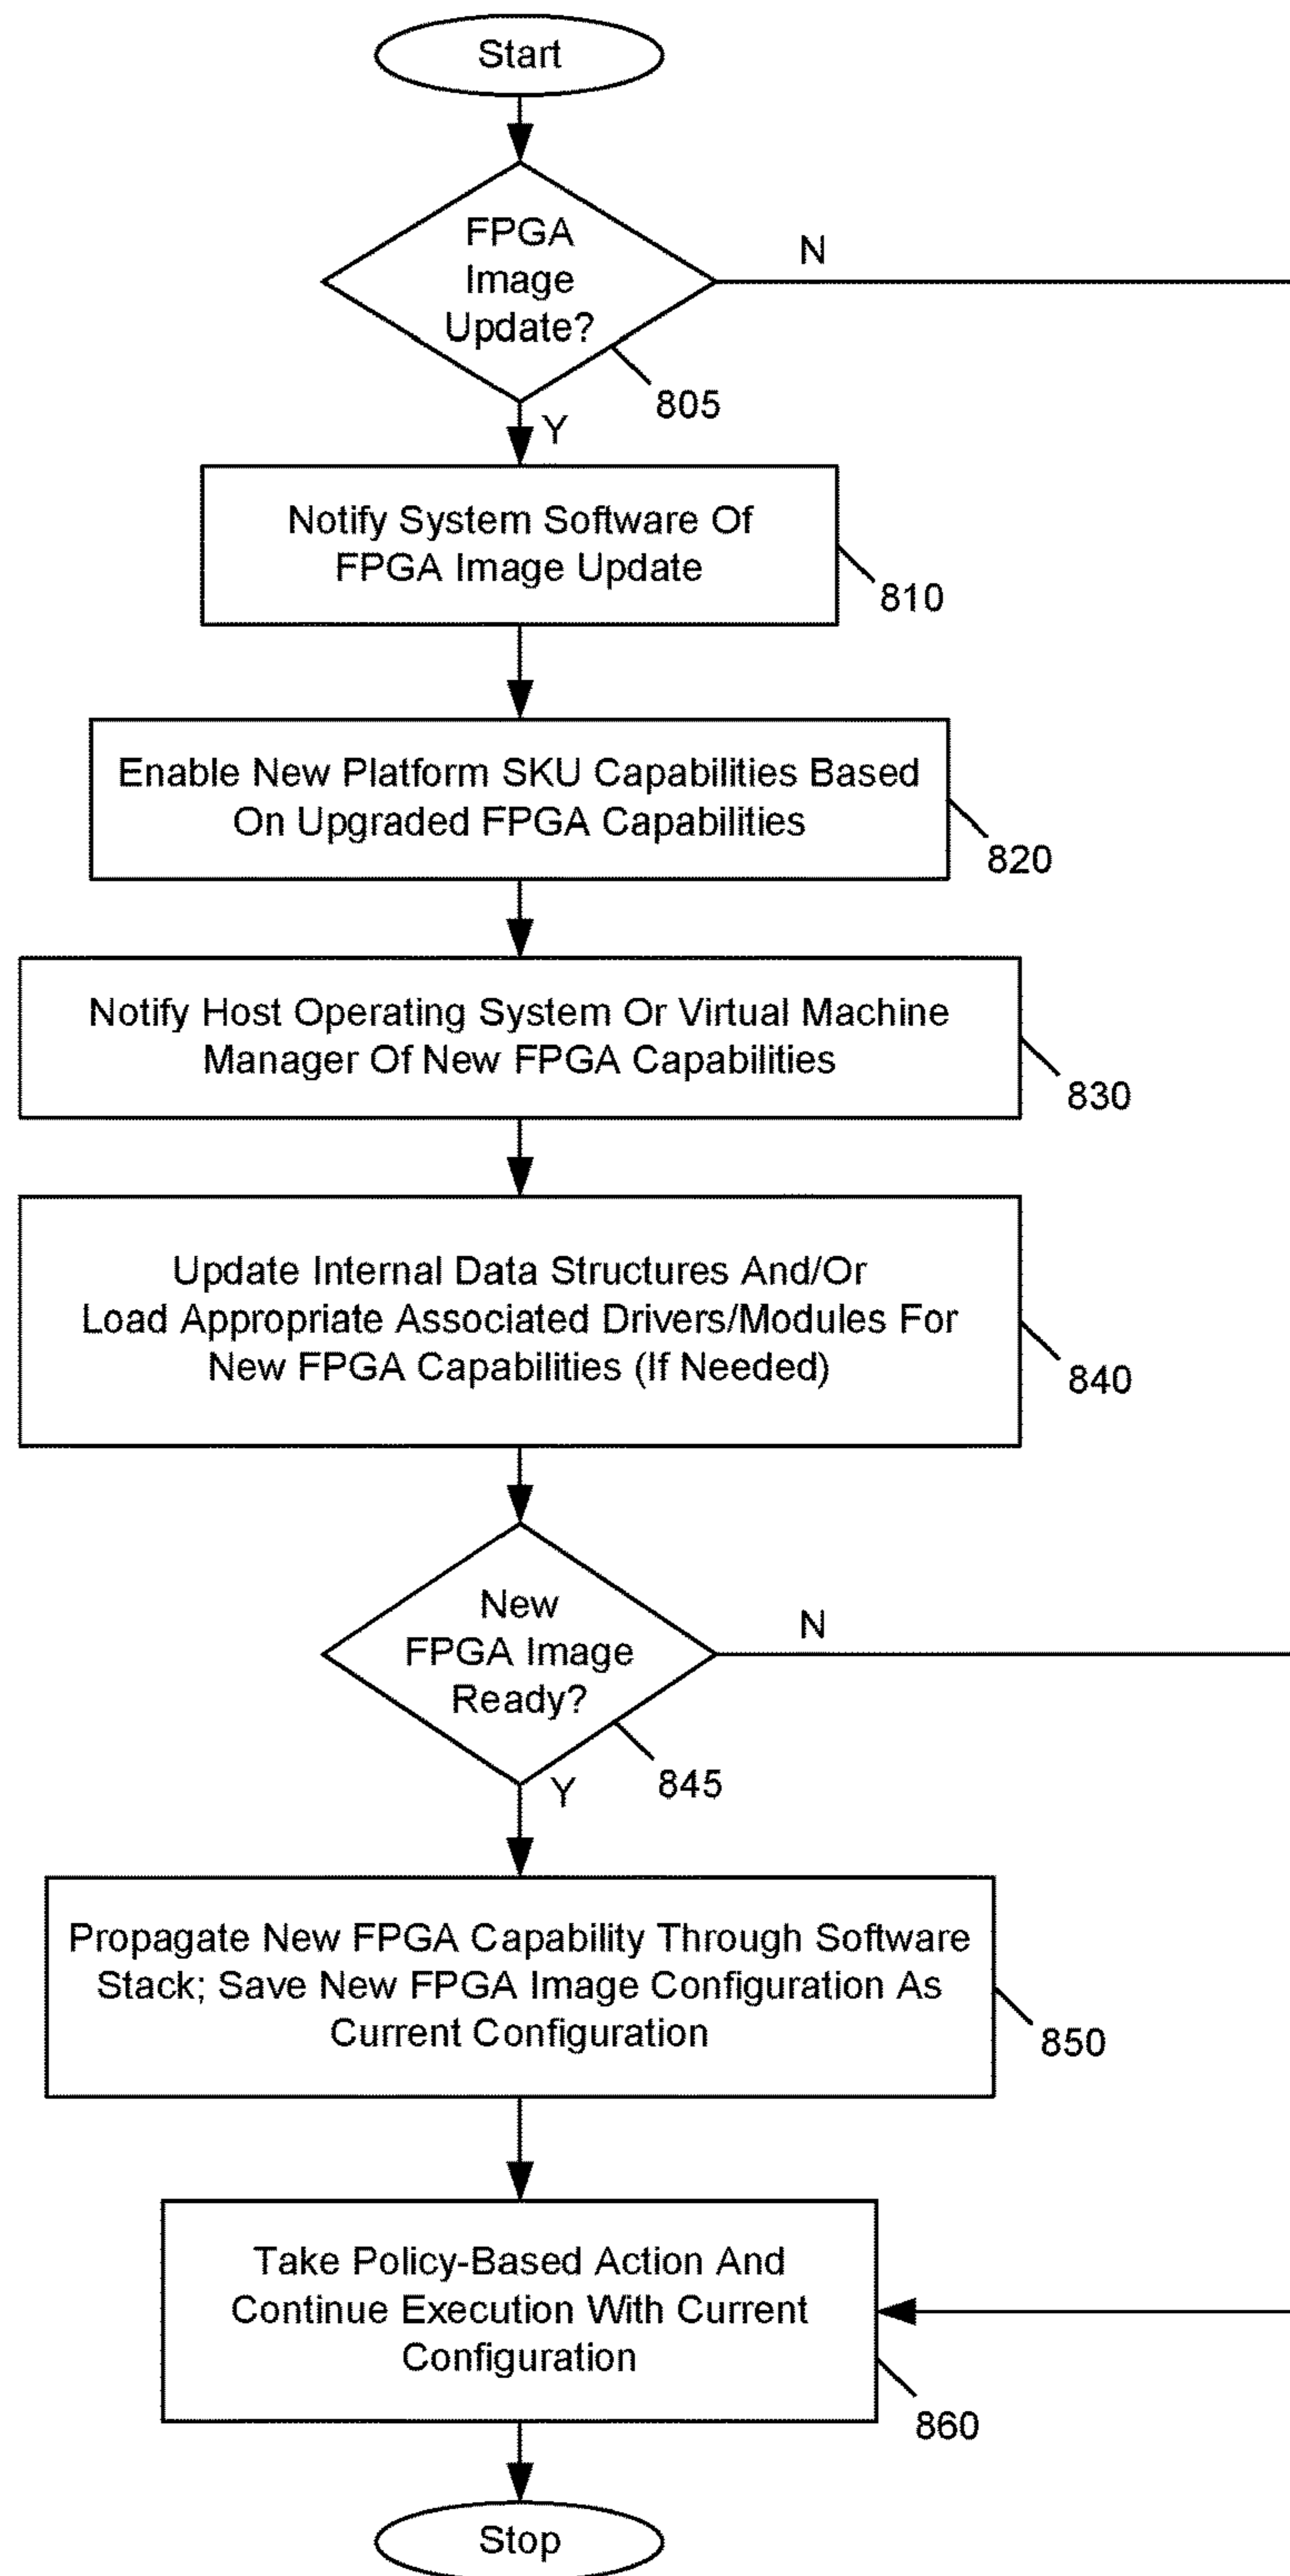 Start
FPGA
Image
Update?
N
805
Y
Notify System Software Of
FPGA Image Update
810
Enable New Platform SKU Capabilities Based
On Upgraded FPGA Capabilities
820
Notify Host Operating System Or Virtual Machine
Manager Of New FPGA Capabilities
830
Update Internal Data Structures And/Or
Load Appropriate Associated Drivers/Modules For
New FPGA Capabilities (If Needed)
840
New
FPGA Image
Ready?
N
845
Y
Propagate New FPGA Capability Through Software
Stack; Save New FPGA Image Configuration As
Current Configuration
850
Take Policy-Based Action And
Continue Execution With Current
Configuration
860
Stop